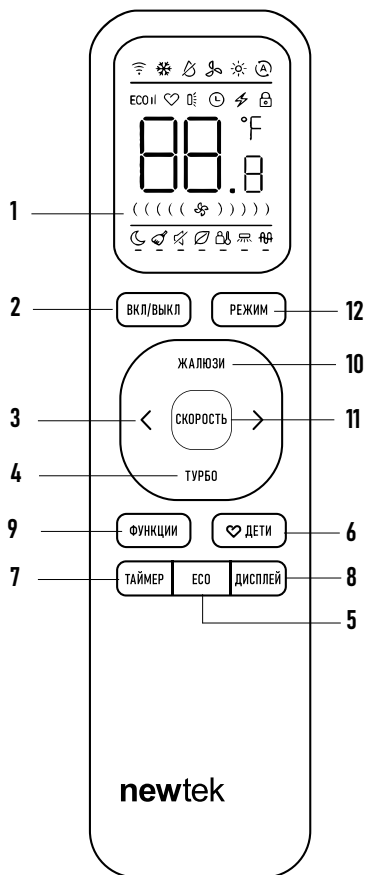 ECO
88.8 °F
1
2 ВКЛ/ВЫКЛ РЕЖИМ 12
ЖАЛЮЗИ 10
3 СКОРОСТЬ 11
4 ТУРБО
9 ФУНКЦИИ ДЕТИ 6
7 ТАЙМЕР ECO ДИСПЛЕЙ 8
5
newtek